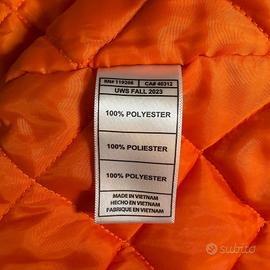 RN# 119266 CA# 40312
UWS FALL 2023
100% POLYESTER
100% POLIESTER
100% POLYESTER
MADE IN VIETNAM
HECHO EN VIETNAM
FABRIQUE EN VIETNAM
subito